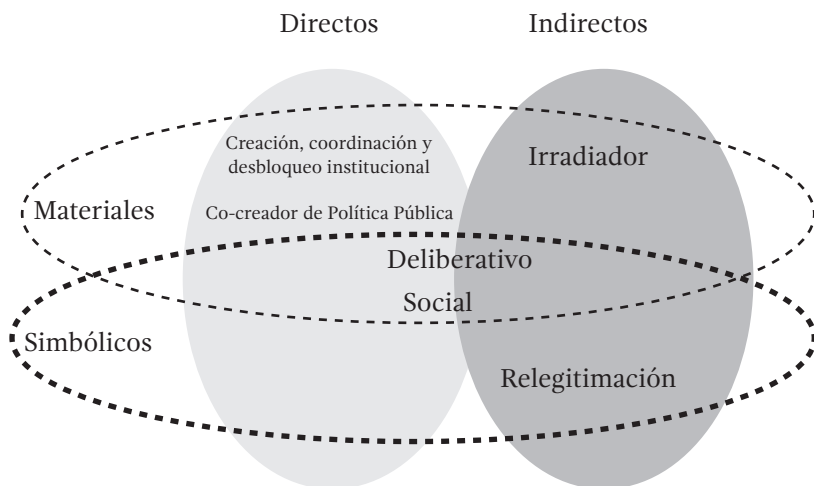 Directos
Indirectos
Creación, coordinación y
desbloqueo institucional
Irradiador
Materiales
Co-creador de Política Pública
Deliberativo
Social
Simbólicos
Relegitimación